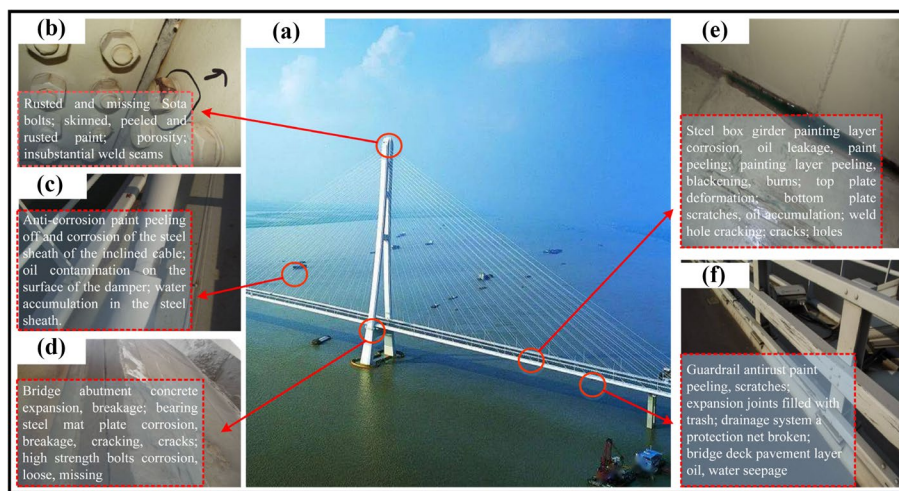 (b)
Rusted and missing Sota
bolts; skinned, peeled and
rusted paint; porosity;
insubstantial weld seams
(c)
Anti-corrosion paint peeling
off and corrosion of the steel
sheath of the inclined cable;
oil contamination on the
surface of the damper; water
accumulation in the steel
sheath.
(d)
Bridge abutment concrete
expansion, breakage; bearing
steel mat plate corrosion,
breakage, cracking, cracks;
high strength bolts corrosion,
loose, missing
(a)
(e)
Steel box girder painting layer
corrosion, oil leakage, paint
peeling; painting layer peeling,
blackening, burns; top plate
deformation; bottom plate
scratches, oil accumulation; weld
hole cracking; cracks; holes
(f)
Guardrail antirust paint
peeling, scratches;
expansion joints filled with
trash; drainage system a
protection net broken;
bridge deck pavement layer
oil, water seepage